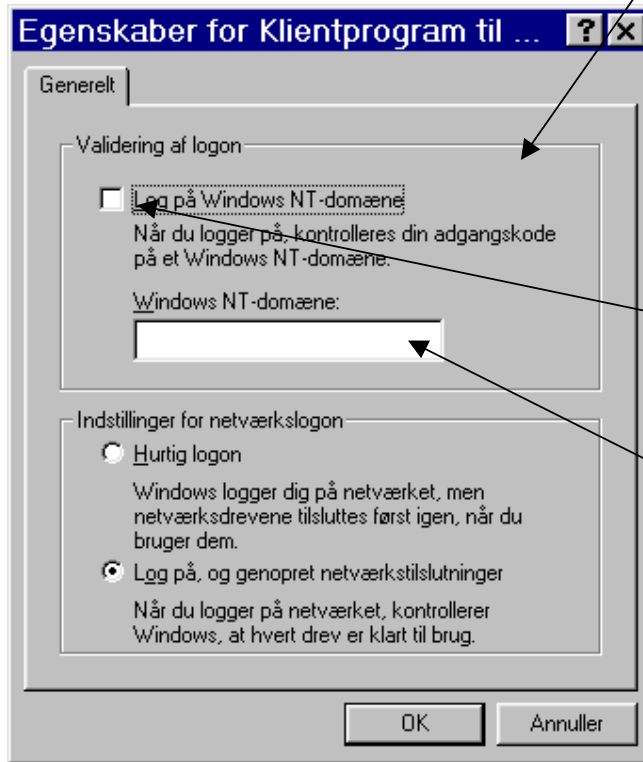 Egenskaber for Klientprogram til ...
Generelt
Validering af logon
Log på Windows NT-domæne
Når du logger på, kontrolleres din adgangskode
på et Windows NT-domæne.
Windows NT-domæne:
Indstillinger for netværkslogon
Hurtig logon
Windows logger dig på netværket, men
netværksdrevene tilsluttes først igen, når du
bruger dem.
Log på, og genopret netværkstilslutninger
Når du logger på netværket, kontrollerer
Windows, at hvert drev er klart til brug.
OK
Annuller